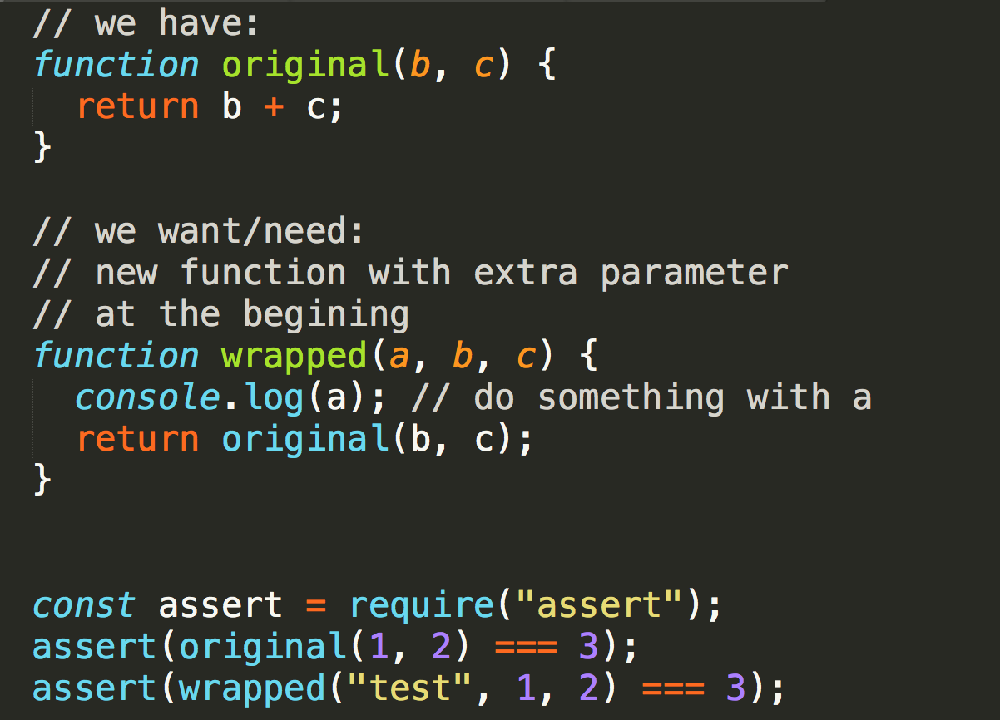 // we have:
function original(b, c) {
  return b + c;
}
// we want/need:
// new function with extra parameter
// at the begining
function wrapped(a, b, c) {
  console.log(a); // do something with a
  return original(b, c);
}
const assert = require("assert");
assert(original(1, 2) === 3);
assert(wrapped("test", 1, 2) === 3);